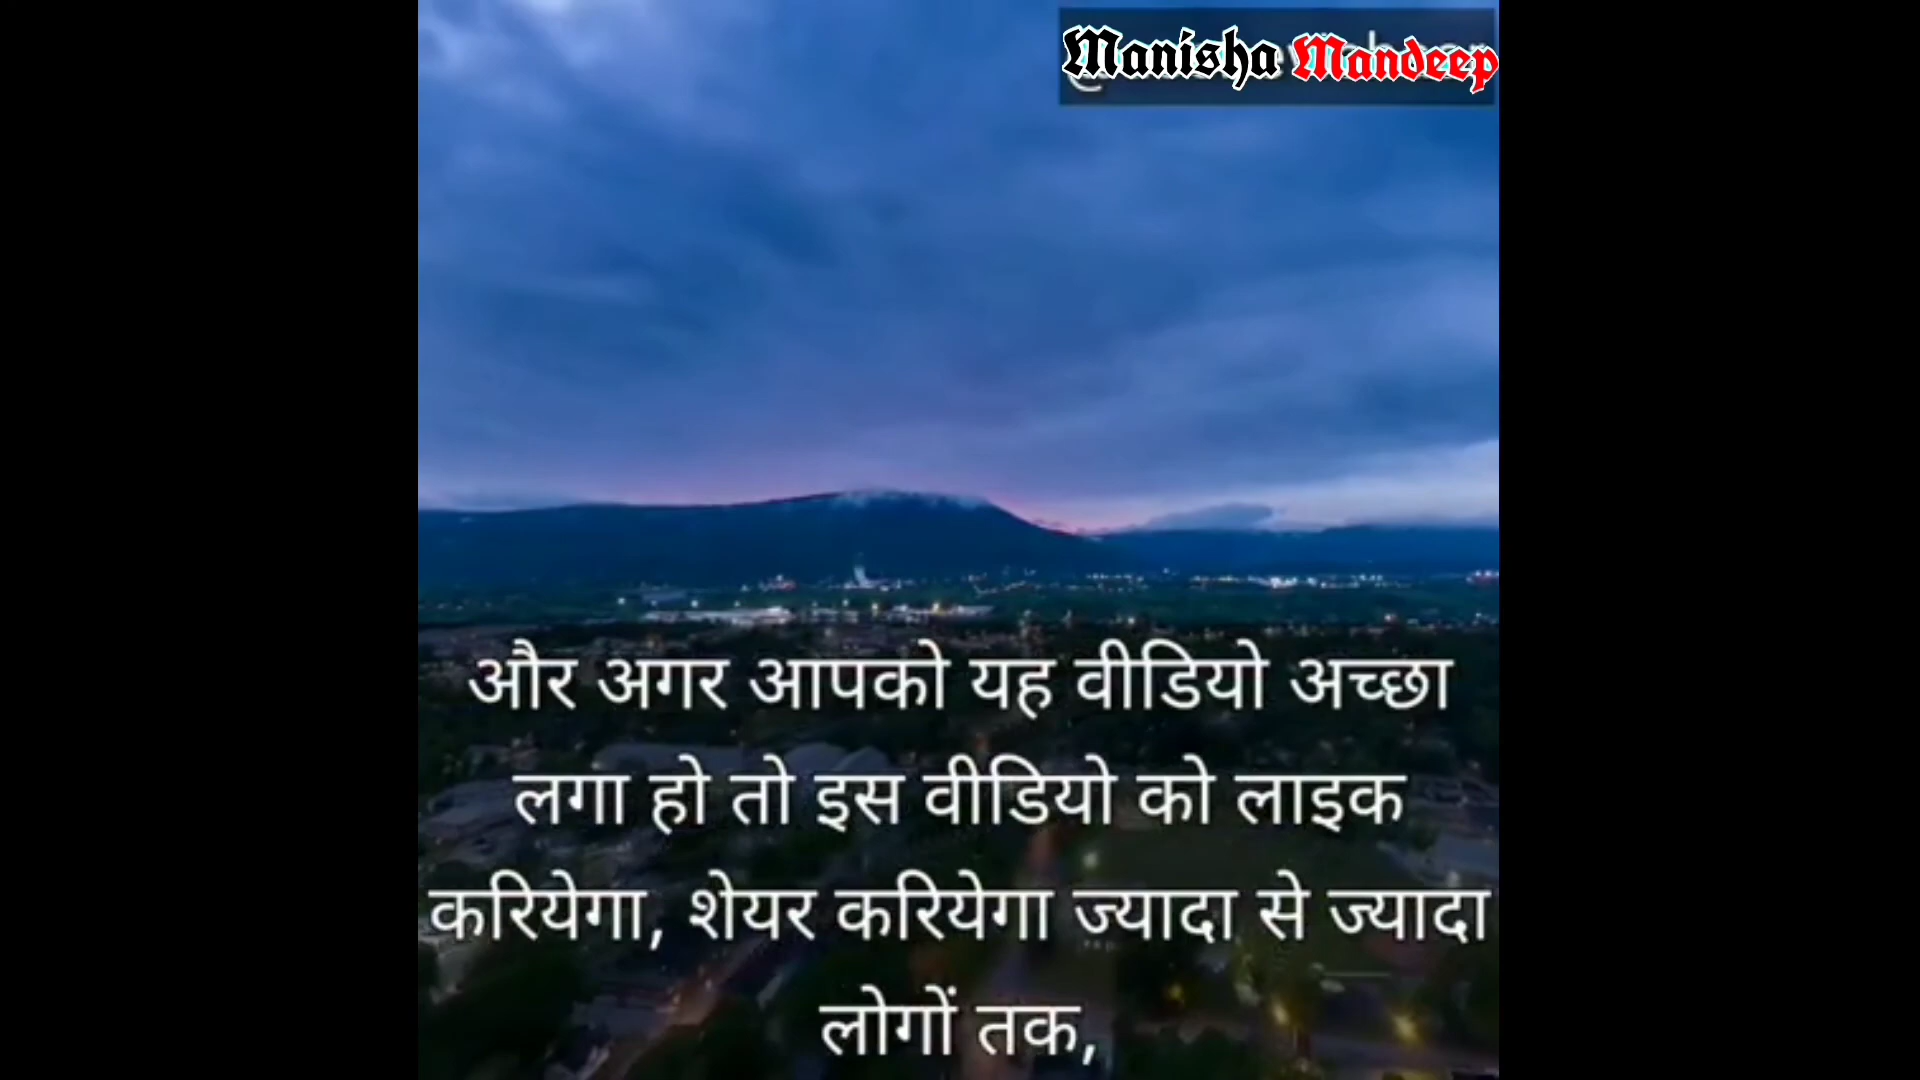 Manisha Mandeep
और अगर आपको यह वीडियो अच्छा
लगा हो तो इस वीडियो को लाइक
करियेगा, शेयर करियेगा ज्यादा से ज्यादा
लोगों तक,